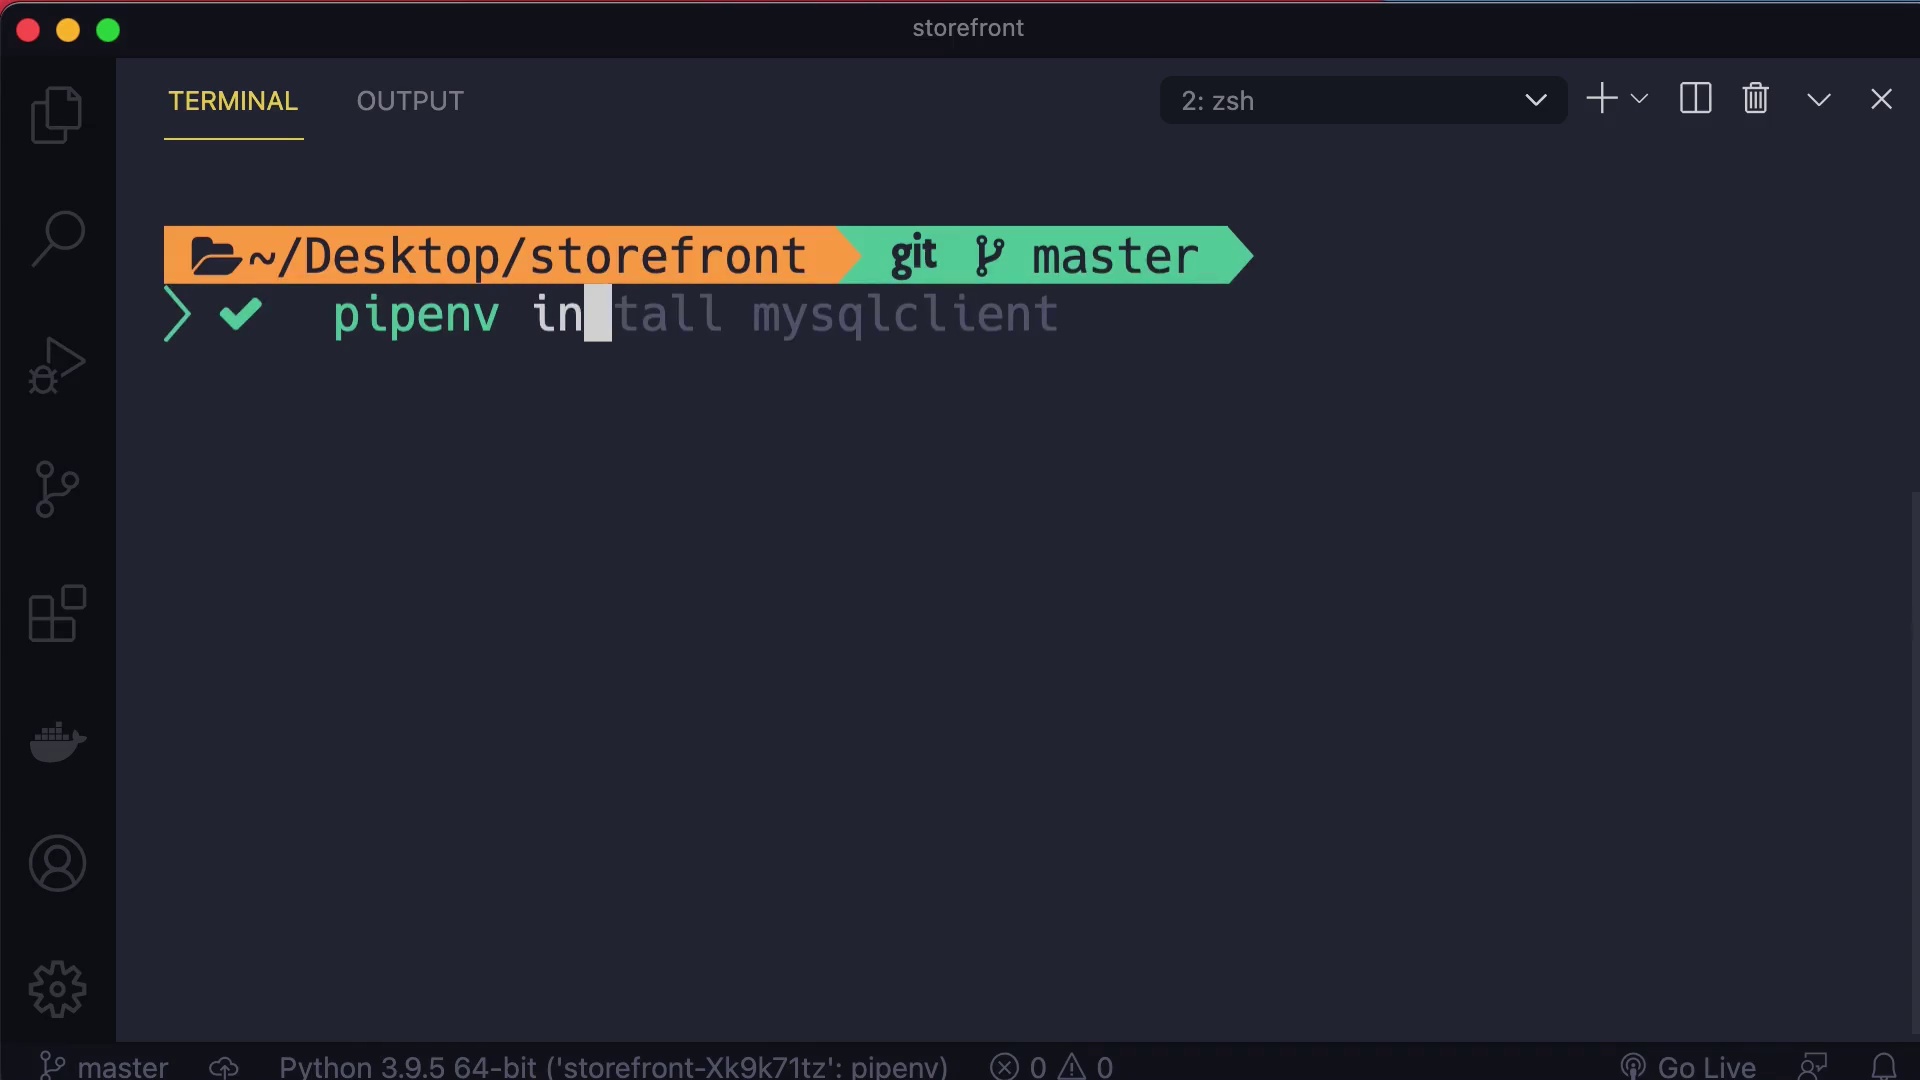 storefront
TERMINAL OUTPUT 2: zsh
~/Desktop/storefront git master
pipenv in tall mysqlclient
master Python 3.9.5 64-bit ('storefront-Xk9k71tz': pipenv) 0 0 Go Live